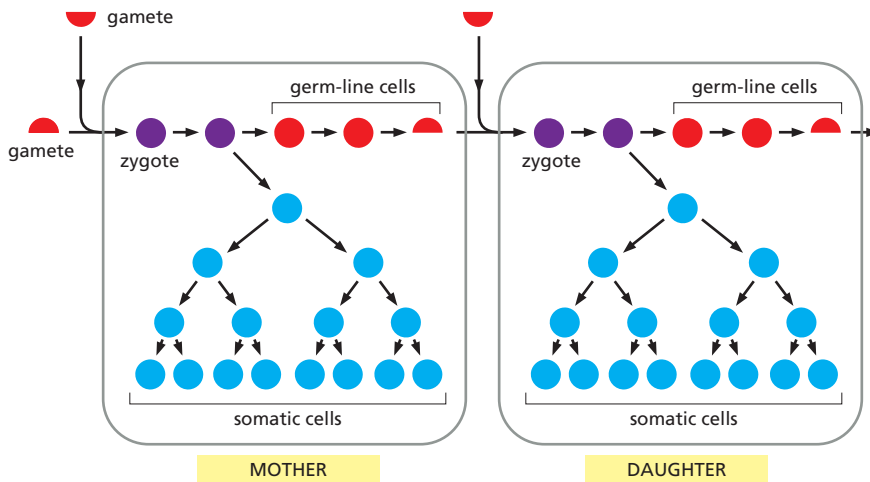 gamete
germ-line cells
germ-line cells
gamete
zygote
zygote
somatic cells
somatic cells
MOTHER
DAUGHTER